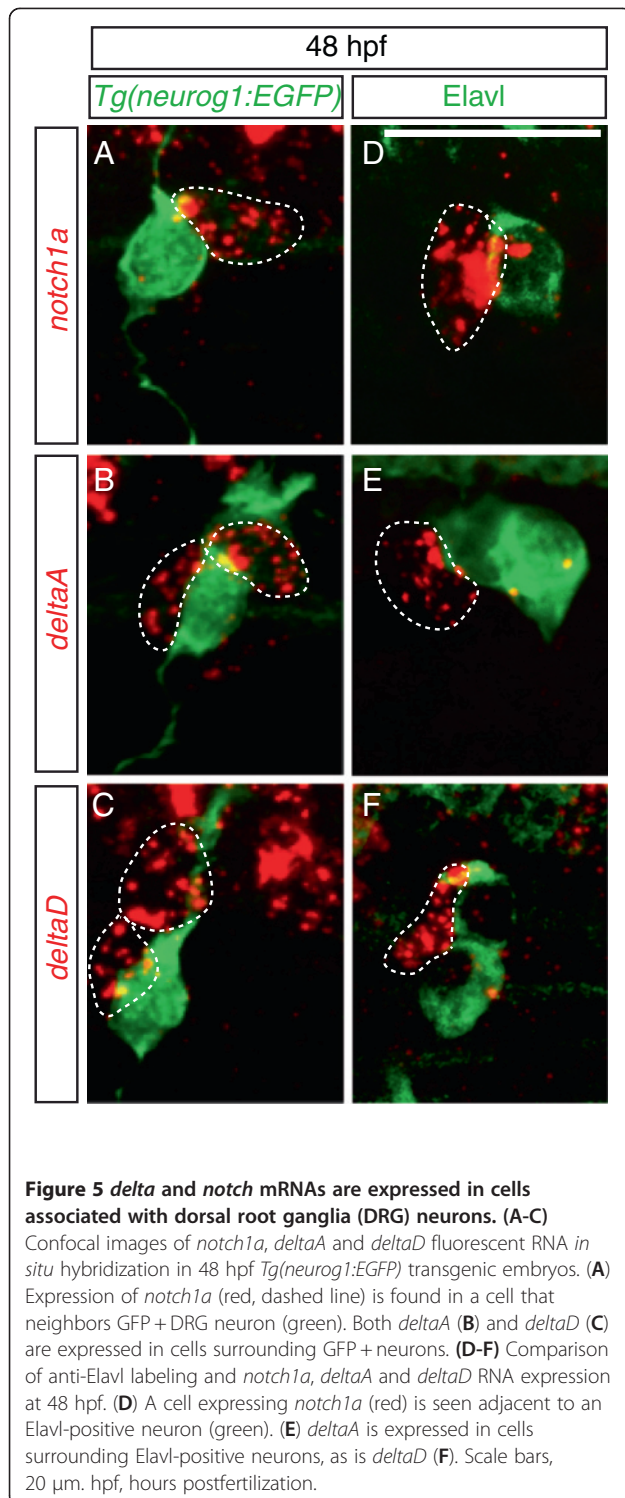 48 hpf
Tg(neurog1:EGFP)
Elavl
A
D
notch1a
B
E
deltaA
C
F
deltaD
Figure 5 delta and notch mRNAs are expressed in cells
associated with dorsal root ganglia (DRG) neurons. (A-C)
Confocal images of notch1a, deltaA and deltaD fluorescent RNA in
situ hybridization in 48 hpf Tg(neurog1:EGFP) transgenic embryos. (A)
Expression of notch1a (red, dashed line) is found in a cell that
neighbors GFP + DRG neuron (green). Both deltaA (B) and deltaD (C)
are expressed in cells surrounding GFP + neurons. (D-F) Comparison
of anti-Elavl labeling and notch1a, deltaA and deltaD RNA expression
at 48 hpf. (D) A cell expressing notch1a (red) is seen adjacent to an
Elavl-positive neuron (green). (E) deltaA is expressed in cells
surrounding Elavl-positive neurons, as is deltaD (F). Scale bars,
20 μm. hpf, hours postfertilization.